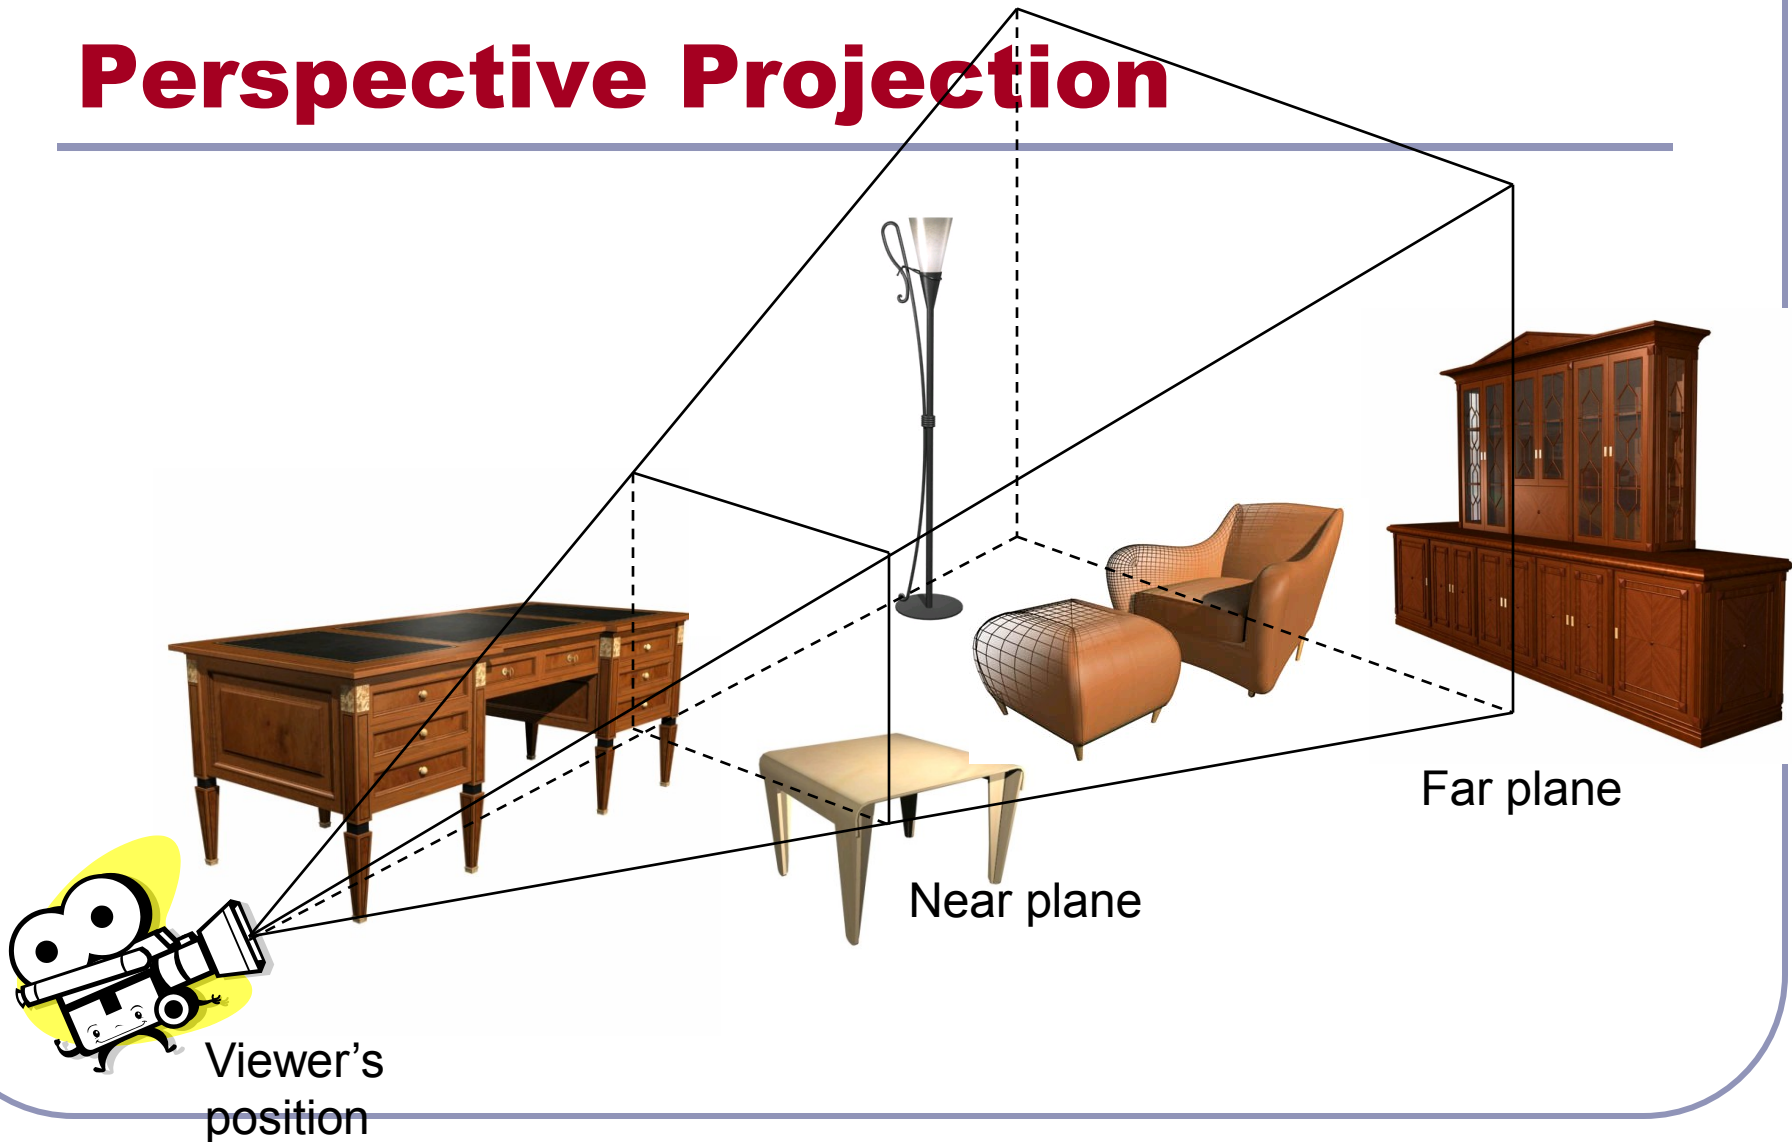 Perspective Projection
Far plane
Near plane
Viewer’s
position